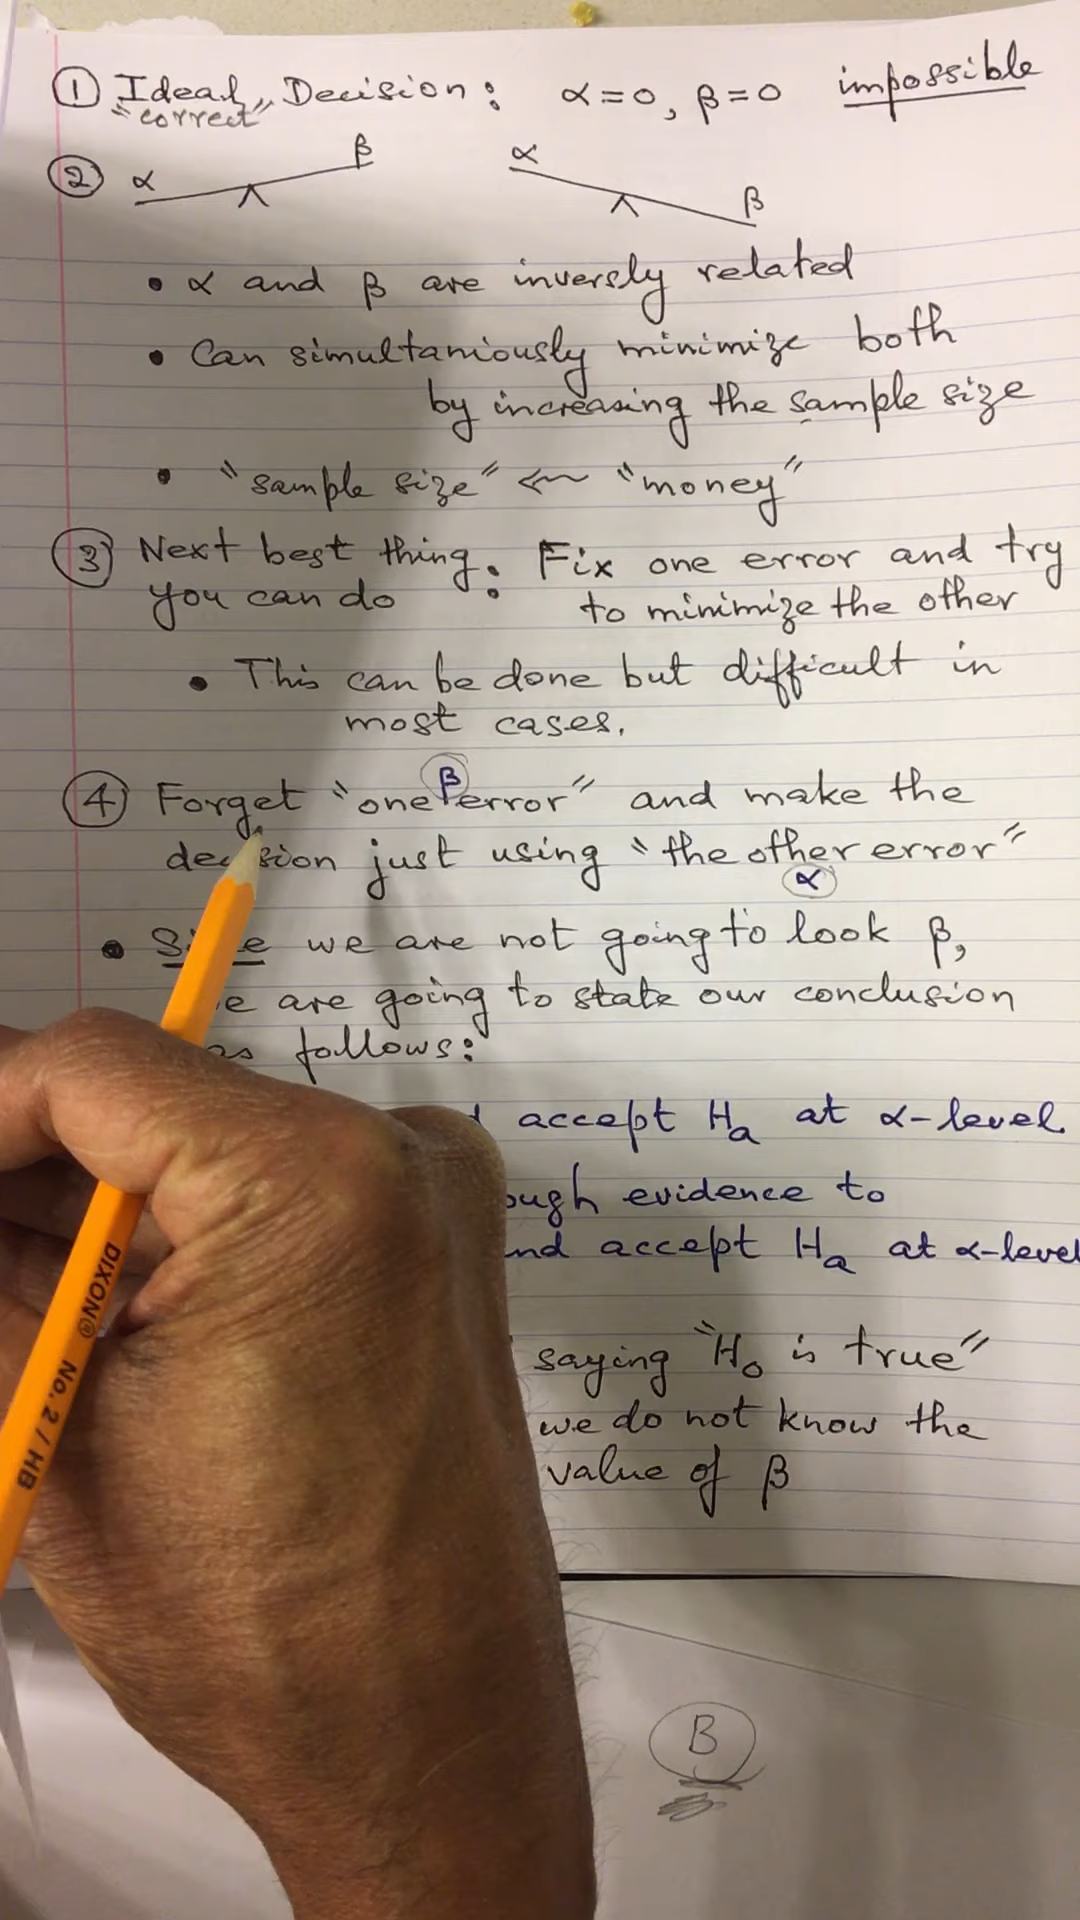 ① Ideal Decision: α=0, β=0 impossible
"correct"
② α β α β
• α and β are inversly related
• Can simultaniously minimize both
by increasing the sample size
• "sample size" ← "money"
③ Next best thing: Fix one error and try
you can do to minimize the other
• This can be done but difficult in
most cases.
β
④ Forget "one error" and make the
decision just using "the other error"
α
• we are not going to look β,
are going to state our conclusion
as follows:
accept Ha at α-level.
evidence to
accept Ha at α-level
saying "H₀ is true"
we do not know the
value of β
DIXON® No. 2 / HB
B